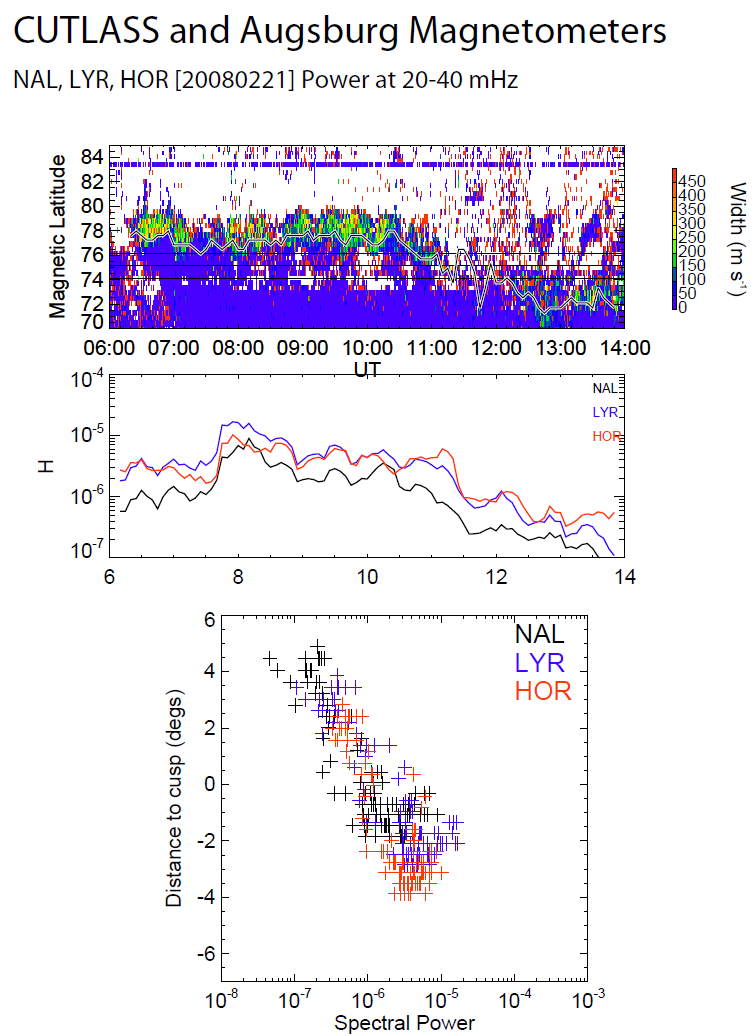 CUTLASS and Augsburg Magnetometers
NAL, LYR, HOR [20080221] Power at 20-40 mHz
Magnetic Latitude
84
82
80
78
76
74
72
70
06:00 07:00 08:00 09:00 10:00 11:00 12:00 13:00 14:00
UT
450
400
350
300
250
200
150
100
50
0
Width (m s⁻¹)
H
10⁻⁴
10⁻⁵
10⁻⁶
10⁻⁷
NAL
LYR
HOR
6 8 10 12 14
Distance to cusp (degs)
6
4
2
0
-2
-4
-6
NAL
LYR
HOR
10⁻⁸ 10⁻⁷ 10⁻⁶ 10⁻⁵ 10⁻⁴ 10⁻³
Spectral Power